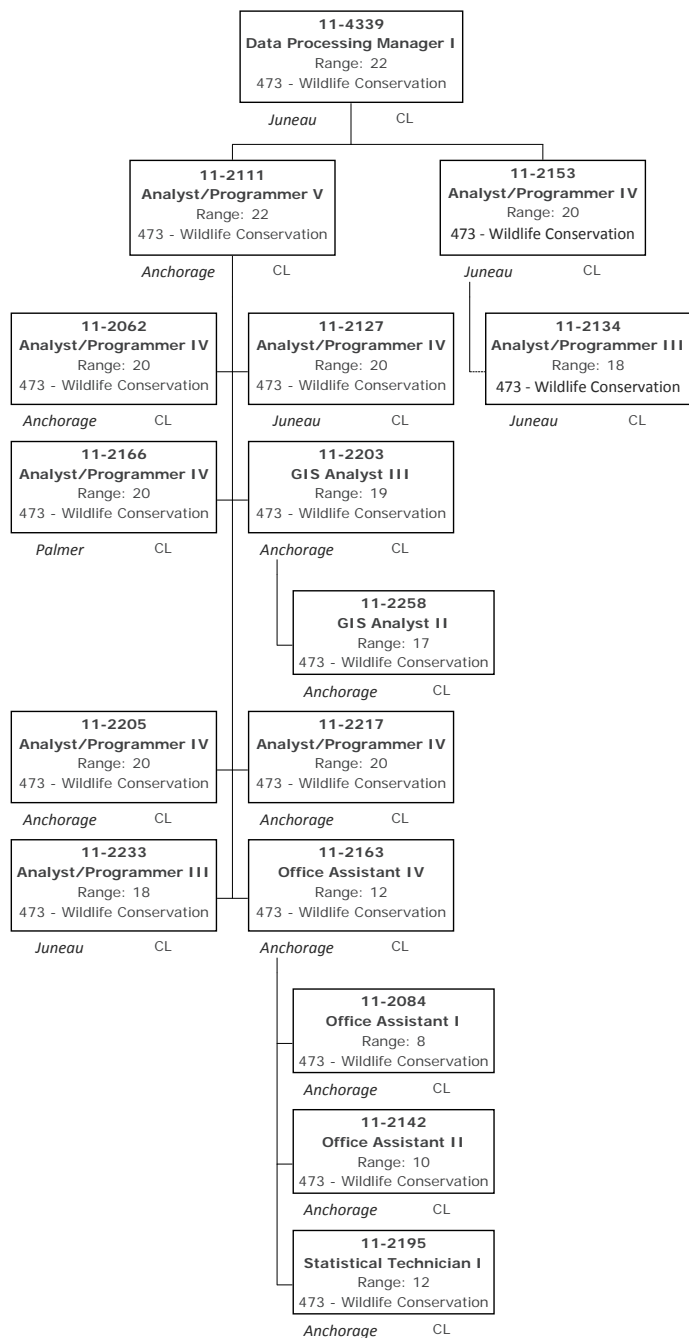 11-4339
Data Processing Manager I
Range: 22
473 - Wildlife Conservation
Juneau CL
11-2111
Analyst/Programmer V
Range: 22
473 - Wildlife Conservation
Anchorage CL
11-2153
Analyst/Programmer IV
Range: 20
473 - Wildlife Conservation
Juneau CL
11-2062
Analyst/Programmer IV
Range: 20
473 - Wildlife Conservation
Anchorage CL
11-2127
Analyst/Programmer IV
Range: 20
473 - Wildlife Conservation
Juneau CL
11-2134
Analyst/Programmer III
Range: 18
473 - Wildlife Conservation
Juneau CL
11-2166
Analyst/Programmer IV
Range: 20
473 - Wildlife Conservation
Palmer CL
11-2203
GIS Analyst III
Range: 19
473 - Wildlife Conservation
Anchorage CL
11-2258
GIS Analyst II
Range: 17
473 - Wildlife Conservation
Anchorage CL
11-2205
Analyst/Programmer IV
Range: 20
473 - Wildlife Conservation
Anchorage CL
11-2217
Analyst/Programmer IV
Range: 20
473 - Wildlife Conservation
Anchorage CL
11-2233
Analyst/Programmer III
Range: 18
473 - Wildlife Conservation
Juneau CL
11-2163
Office Assistant IV
Range: 12
473 - Wildlife Conservation
Anchorage CL
11-2084
Office Assistant I
Range: 8
473 - Wildlife Conservation
Anchorage CL
11-2142
Office Assistant II
Range: 10
473 - Wildlife Conservation
Anchorage CL
11-2195
Statistical Technician I
Range: 12
473 - Wildlife Conservation
Anchorage CL